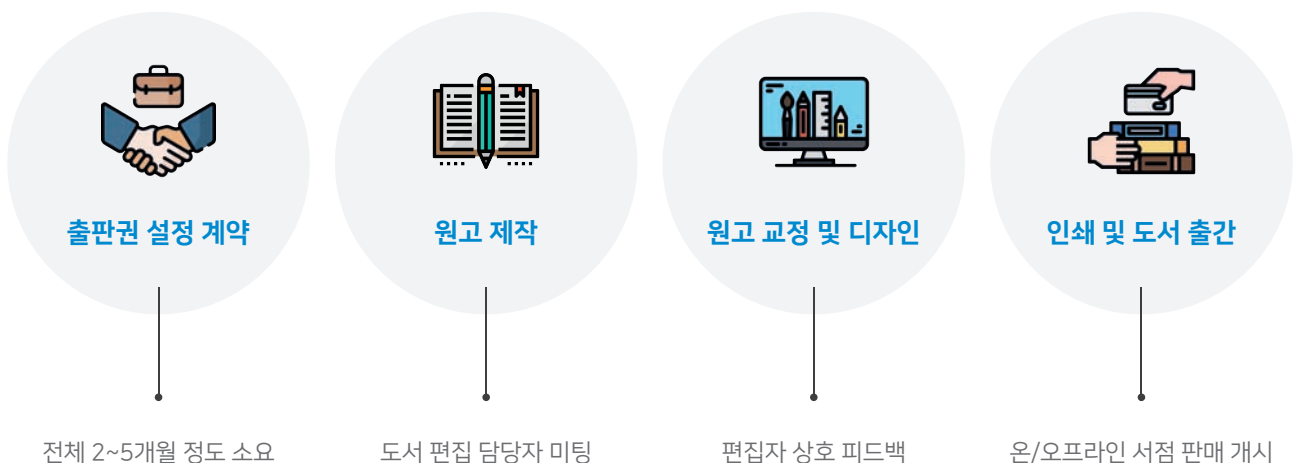 출판권 설정 계약
원고 제작
원고 교정 및 디자인
인쇄 및 도서 출간
전체 2~5개월 정도 소요
도서 편집 담당자 미팅
편집자 상호 피드백
온/오프라인 서점 판매 개시